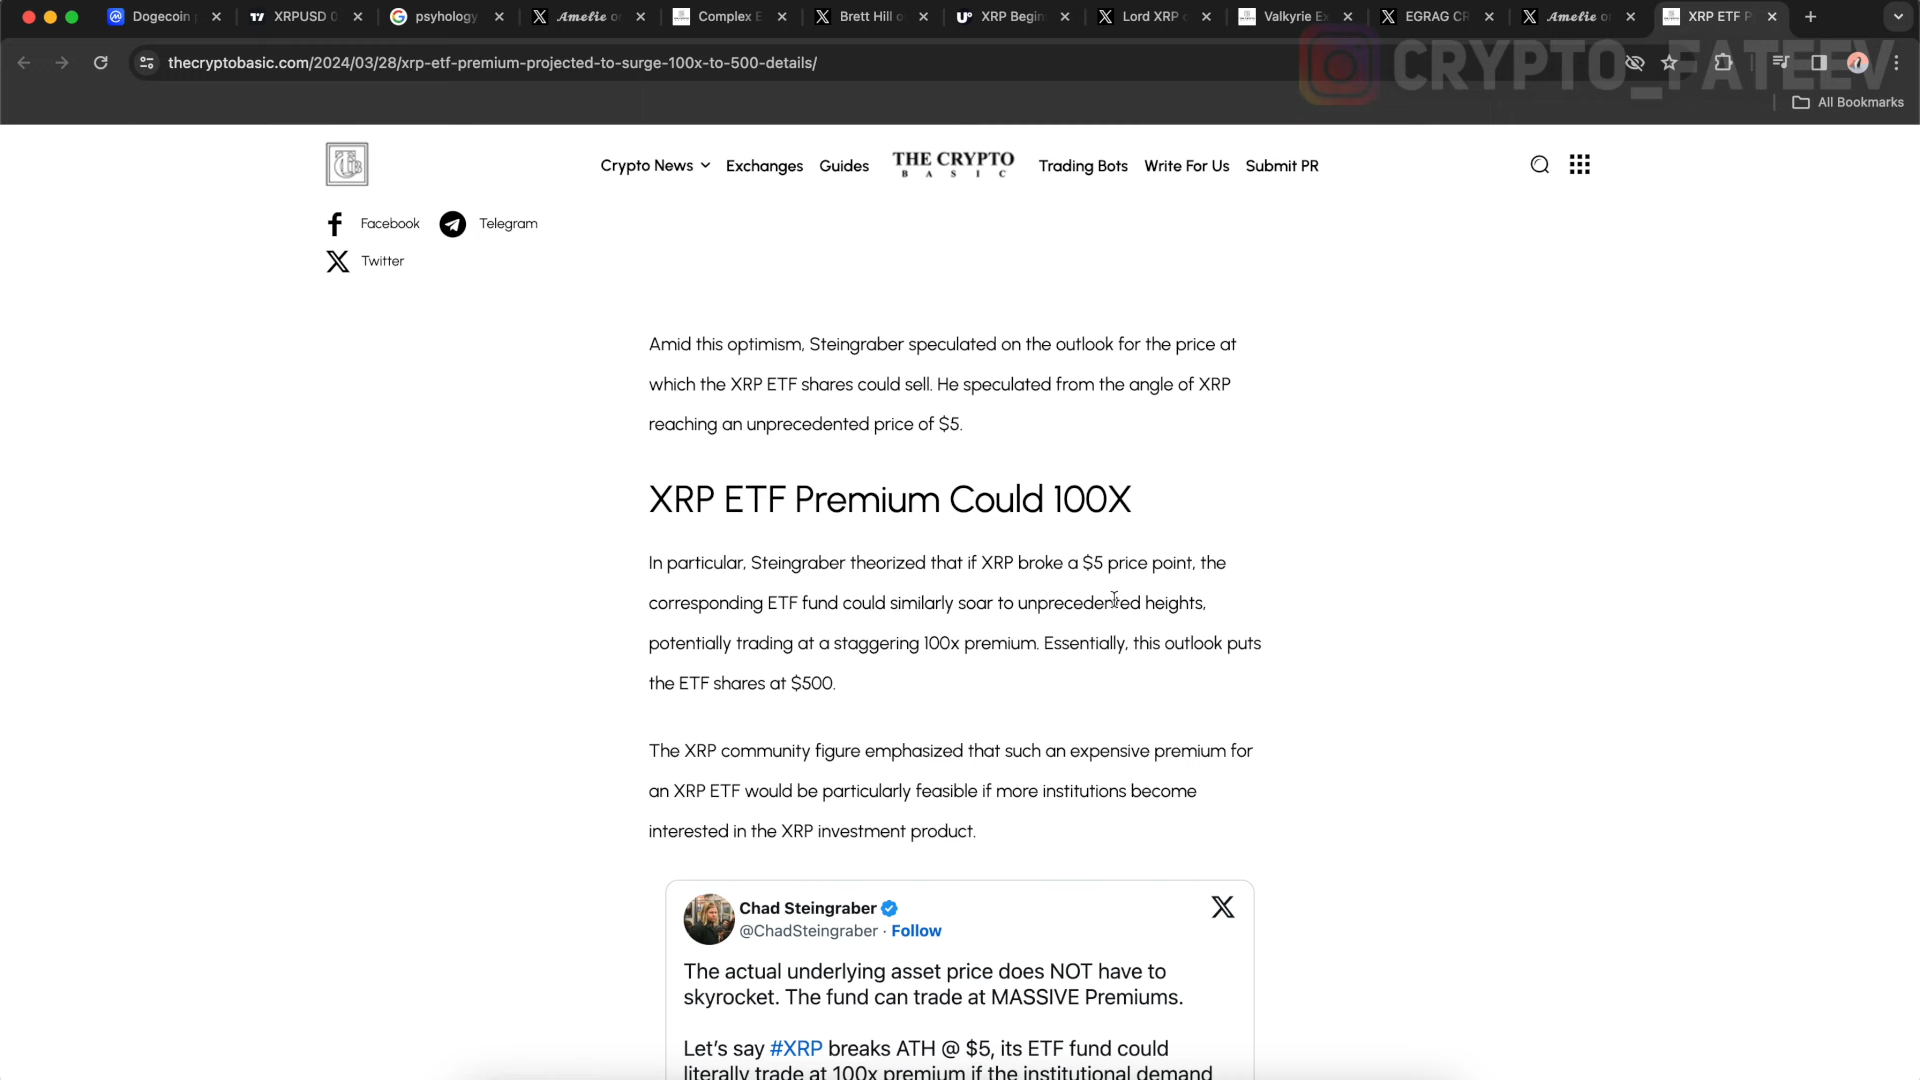 Dogecoin
XRPUSD
psyhology
Amelie o
Complex E
Brett Hill o
XRP Begin
Lord XRP
Valkyrie E
EGRAG CR
Amelie o
XRP ETF P
thecryptobasic.com/2024/03/28/xrp-etf-premium-projected-to-surge-100x-to-500-details/
CRYPTO_FATEEV
All Bookmarks
Crypto News
Exchanges
Guides
THE CRYPTO
BASIC
Trading Bots
Write For Us
Submit PR
Facebook
Telegram
Twitter
Amid this optimism, Steingraber speculated on the outlook for the price at
which the XRP ETF shares could sell. He speculated from the angle of XRP
reaching an unprecedented price of $5.
XRP ETF Premium Could 100X
In particular, Steingraber theorized that if XRP broke a $5 price point, the
corresponding ETF fund could similarly soar to unprecedented heights,
potentially trading at a staggering 100x premium. Essentially, this outlook puts
the ETF shares at $500.
The XRP community figure emphasized that such an expensive premium for
an XRP ETF would be particularly feasible if more institutions become
interested in the XRP investment product.
Chad Steingraber
@ChadSteingraber · Follow
The actual underlying asset price does NOT have to
skyrocket. The fund can trade at MASSIVE Premiums.
Let's say #XRP breaks ATH @ $5, its ETF fund could
literally trade at 100x premium if the institutional demand